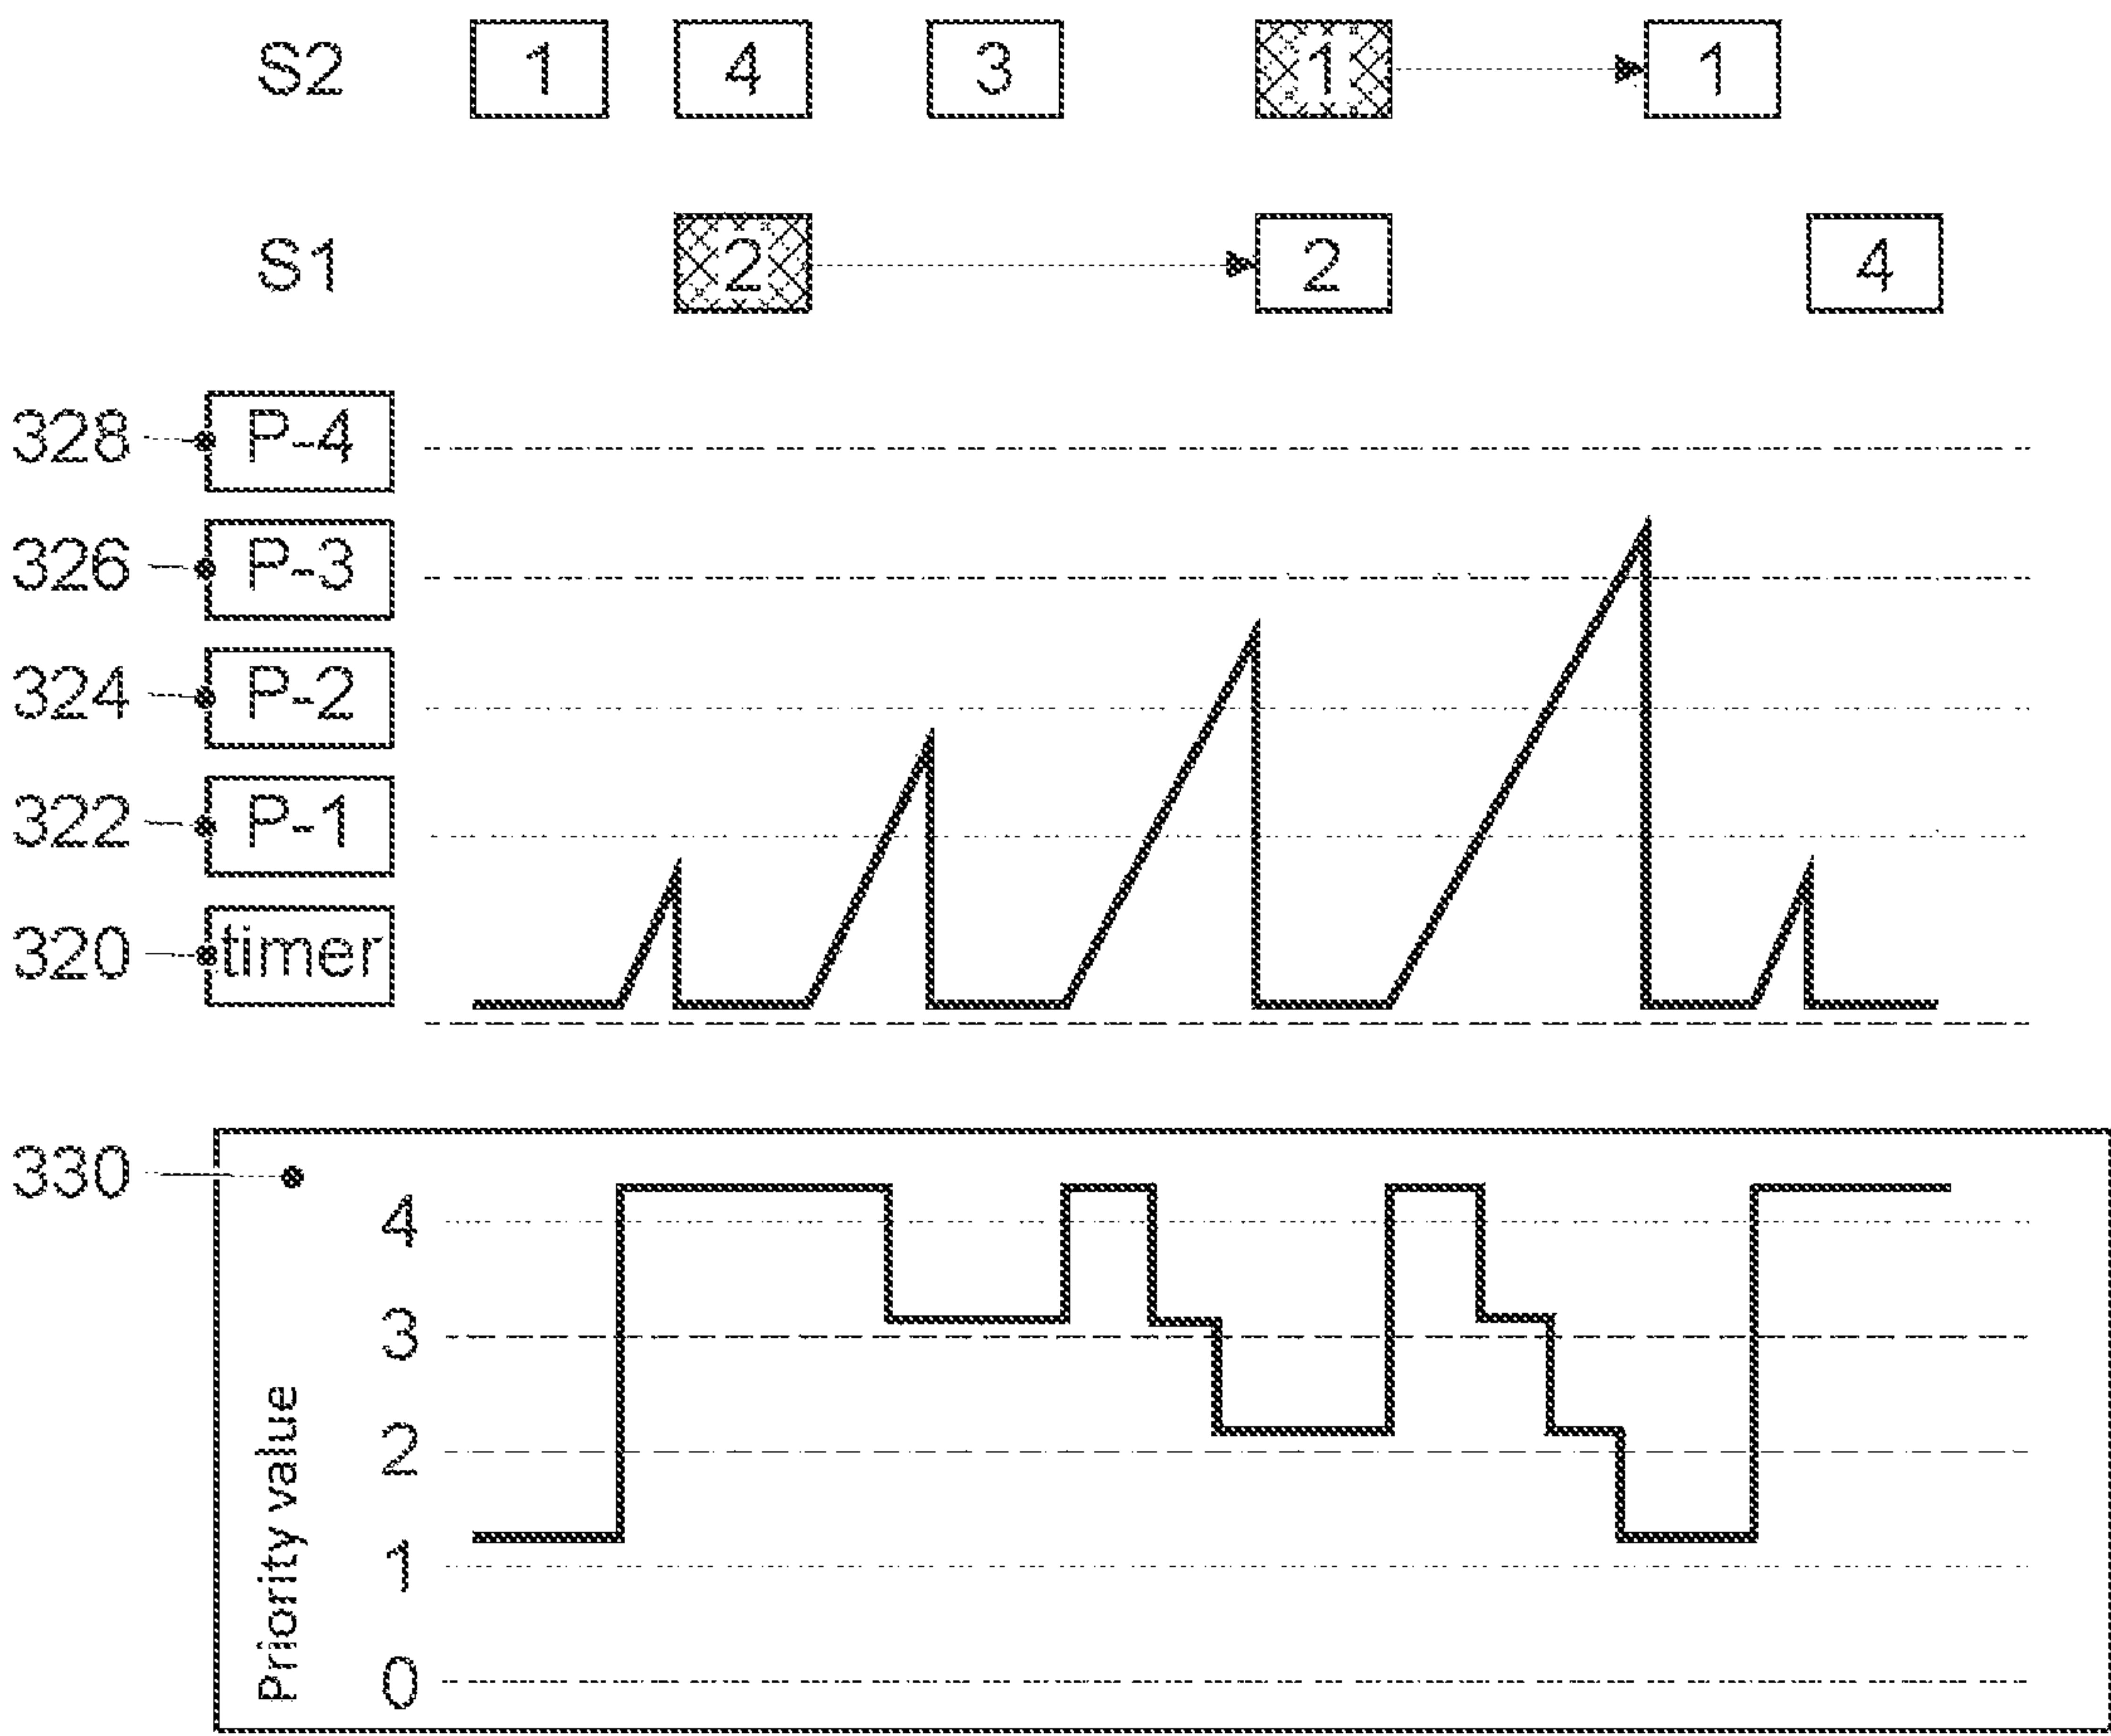 S2 1 4 3 1 1
S1 2 2 4
328 P-4
326 P-3
324 P-2
322 P-1
320 timer
330
4
3
2
1
0
Priority value